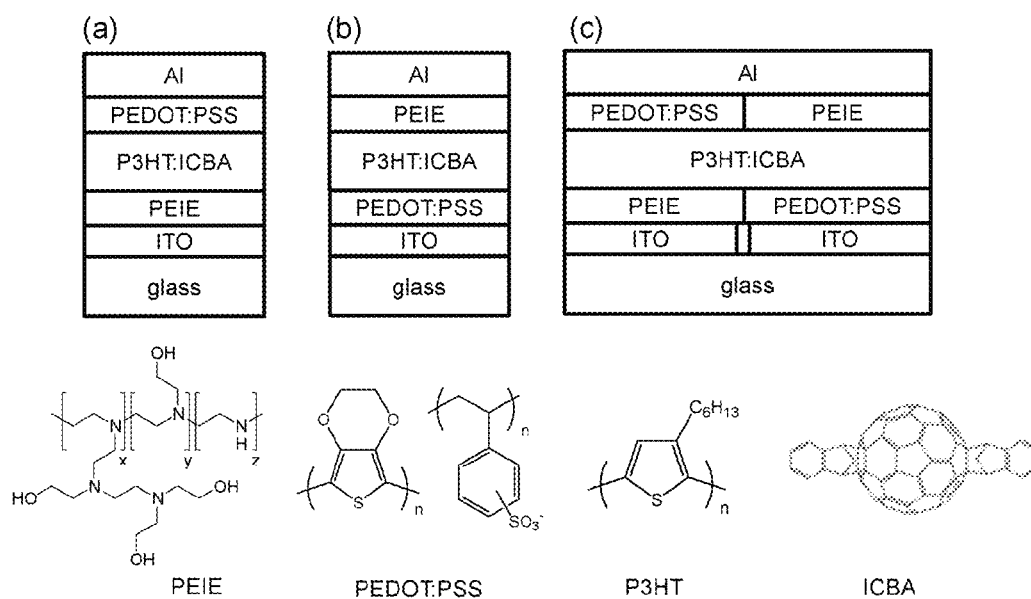 (a)
Al
PEDOT:PSS
P3HT:ICBA
PEIE
ITO
glass
(b)
Al
PEIE
P3HT:ICBA
PEDOT:PSS
ITO
glass
(c)
Al
PEDOT:PSS PEIE
P3HT:ICBA
PEIE PEDOT:PSS
ITO ITO
glass
OH
N
x
N
y
N
H
z
HO
N
N
OH
OH
PEIE
O O
S
n
n
SO3-
PEDOT:PSS
C6H13
S
n
P3HT
ICBA